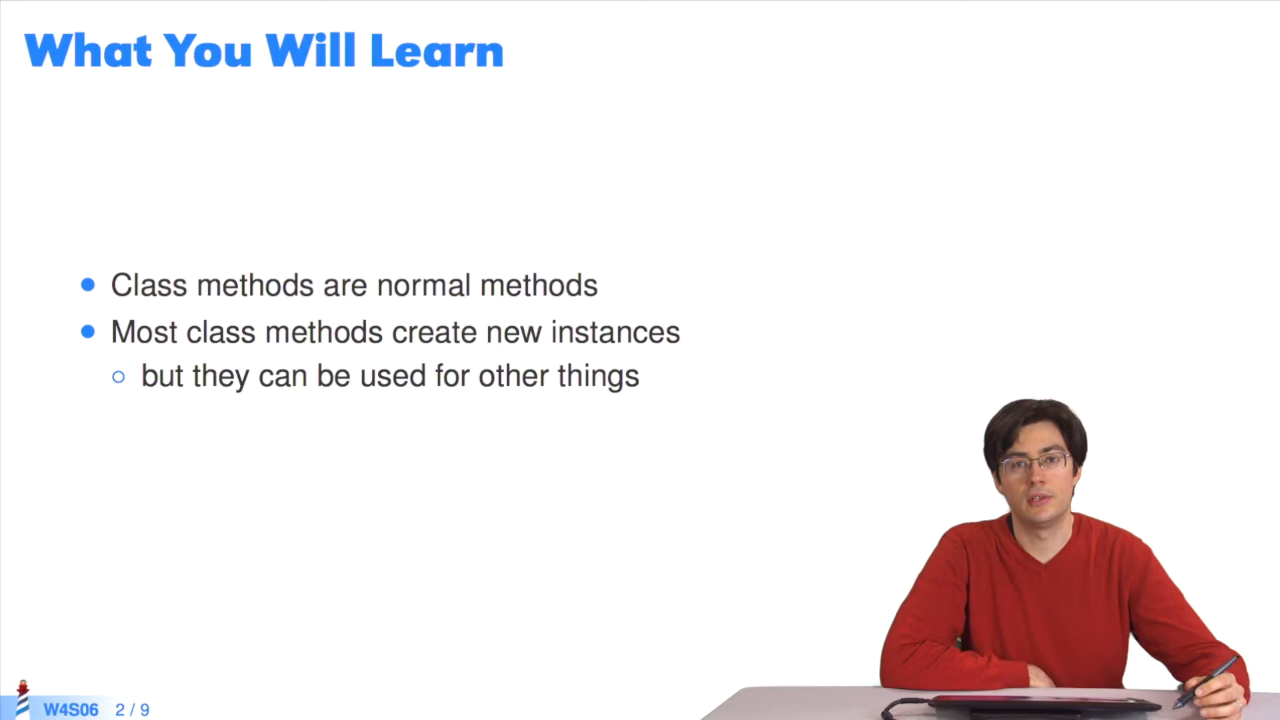 What You Will Learn
Class methods are normal methods
Most class methods create new instances
but they can be used for other things
W4S06 2 / 9